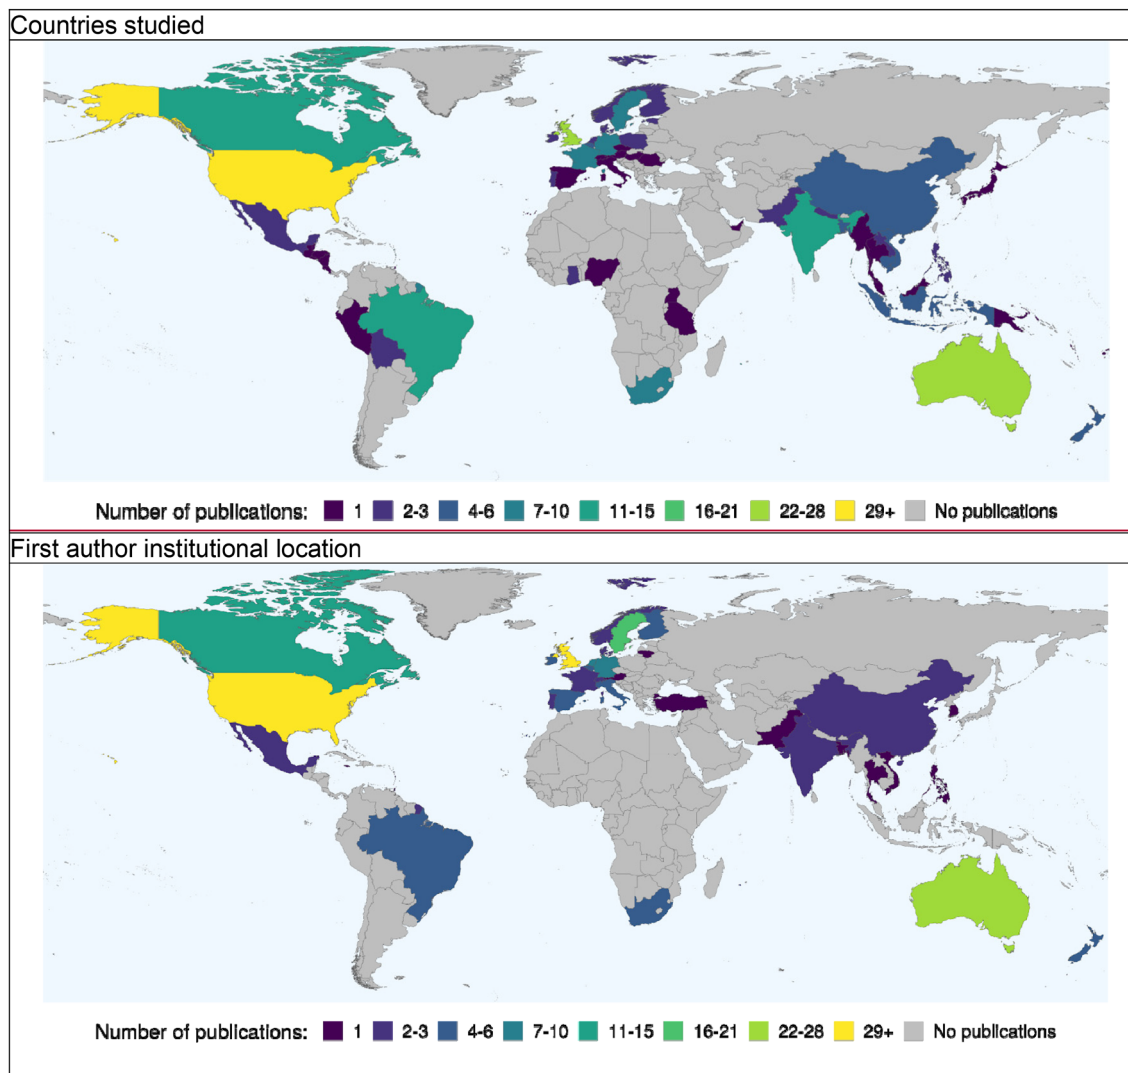 Countries studied
Number of publications: 1 2-3 4-6 7-10 11-15 16-21 22-28 29+ No publications
First author institutional location
Number of publications: 1 2-3 4-6 7-10 11-15 16-21 22-28 29+ No publications